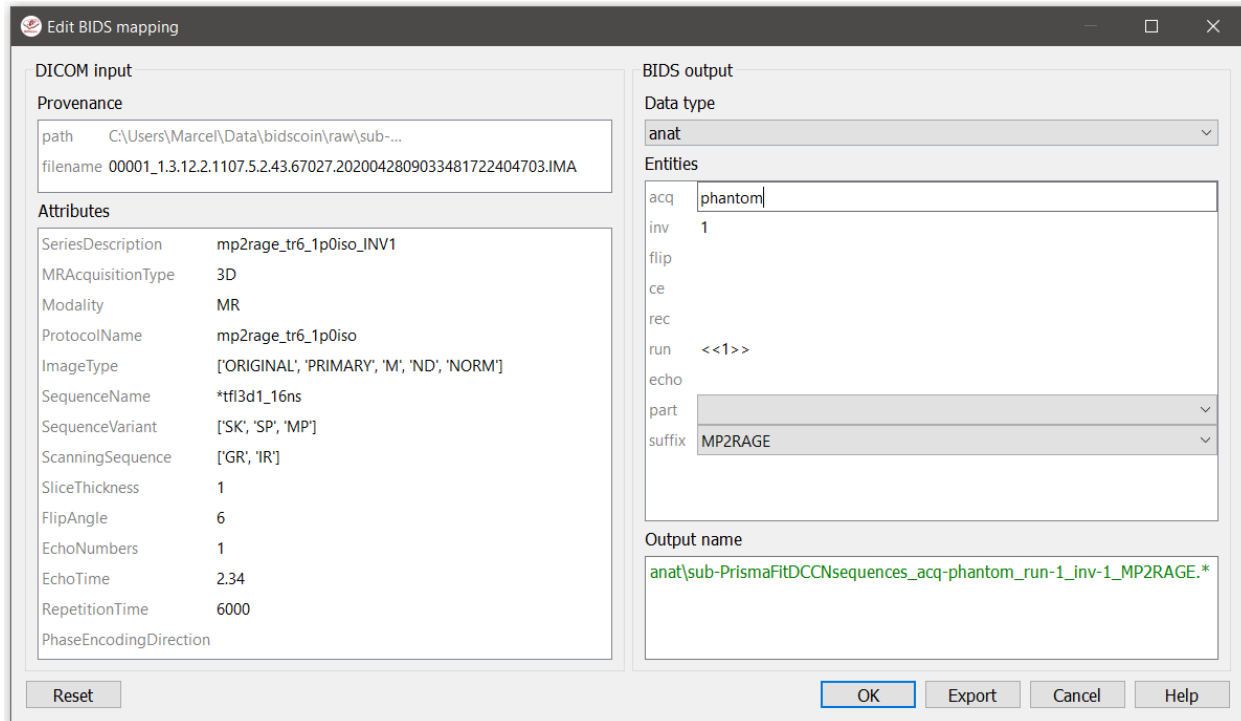 Edit BIDS mapping
DICOM input
Provenance
path C:\Users\Marcel\Data\bidscoin\raw\sub-...
filename 00001_1.3.12.2.1107.5.2.43.67027.2020042809033481722404703.IMA
Attributes
SeriesDescription mp2rage_tr6_1p0iso_INV1
MRAcquisitionType 3D
Modality MR
ProtocolName mp2rage_tr6_1p0iso
ImageType ['ORIGINAL', 'PRIMARY', 'M', 'ND', 'NORM']
SequenceName *tfl3d1_16ns
SequenceVariant ['SK', 'SP', 'MP']
ScanningSequence ['GR', 'IR']
SliceThickness 1
FlipAngle 6
EchoNumbers 1
EchoTime 2.34
RepetitionTime 6000
PhaseEncodingDirection
BIDS output
Data type
anat
Entities
acq phantom
inv 1
flip
ce
rec
run <<1>>
echo
part
suffix MP2RAGE
Output name
anat\sub-PrismaFitDCCNsequences_acq-phantom_run-1_inv-1_MP2RAGE.*
Reset OK Export Cancel Help